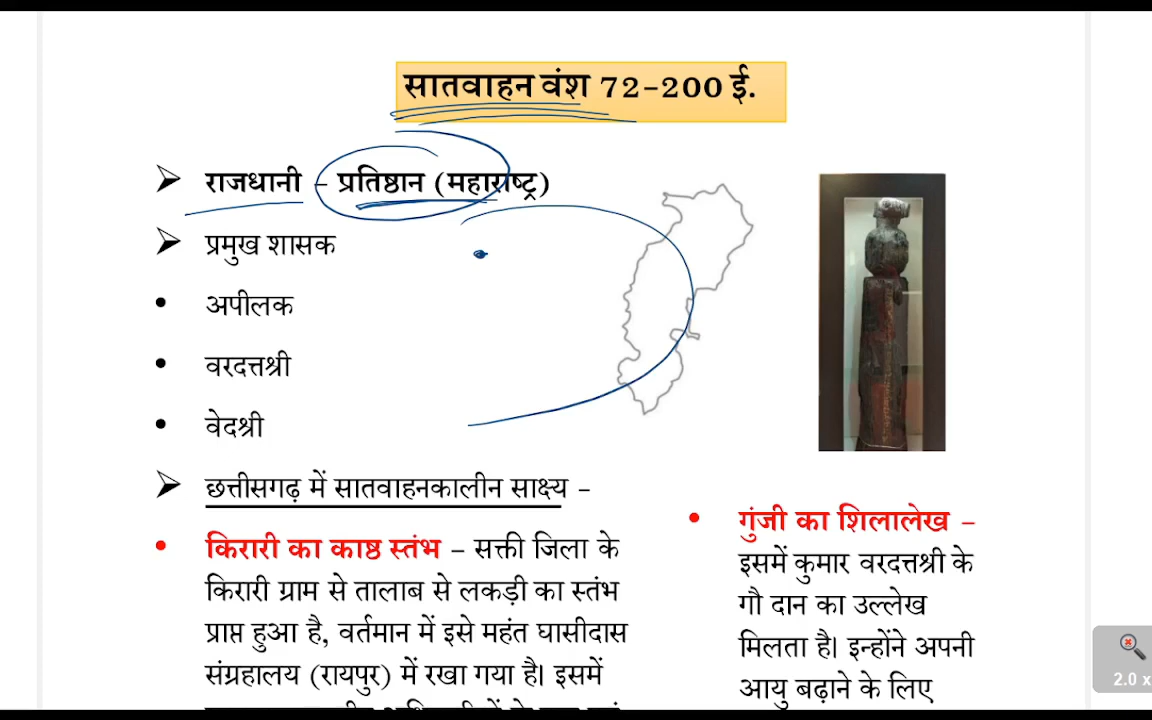 सातवाहन वंश 72-200 ई.
➢ राजधानी – प्रतिष्ठान (महाराष्ट्र)
➢ प्रमुख शासक
• अपीलक
• वरदत्तश्री
• वेदश्री
➢ छत्तीसगढ़ में सातवाहनकालीन साक्ष्य –
• किरारी का काष्ठ स्तंभ – सक्ती जिला के
किरारी ग्राम से तालाब से लकड़ी का स्तंभ
प्राप्त हुआ है, वर्तमान में इसे महंत घासीदास
संग्रहालय (रायपुर) में रखा गया है। इसमें
• गुंजी का शिलालेख –
इसमें कुमार वरदत्तश्री के
गौ दान का उल्लेख
मिलता है। इन्होंने अपनी
आयु बढ़ाने के लिए
2.0 x